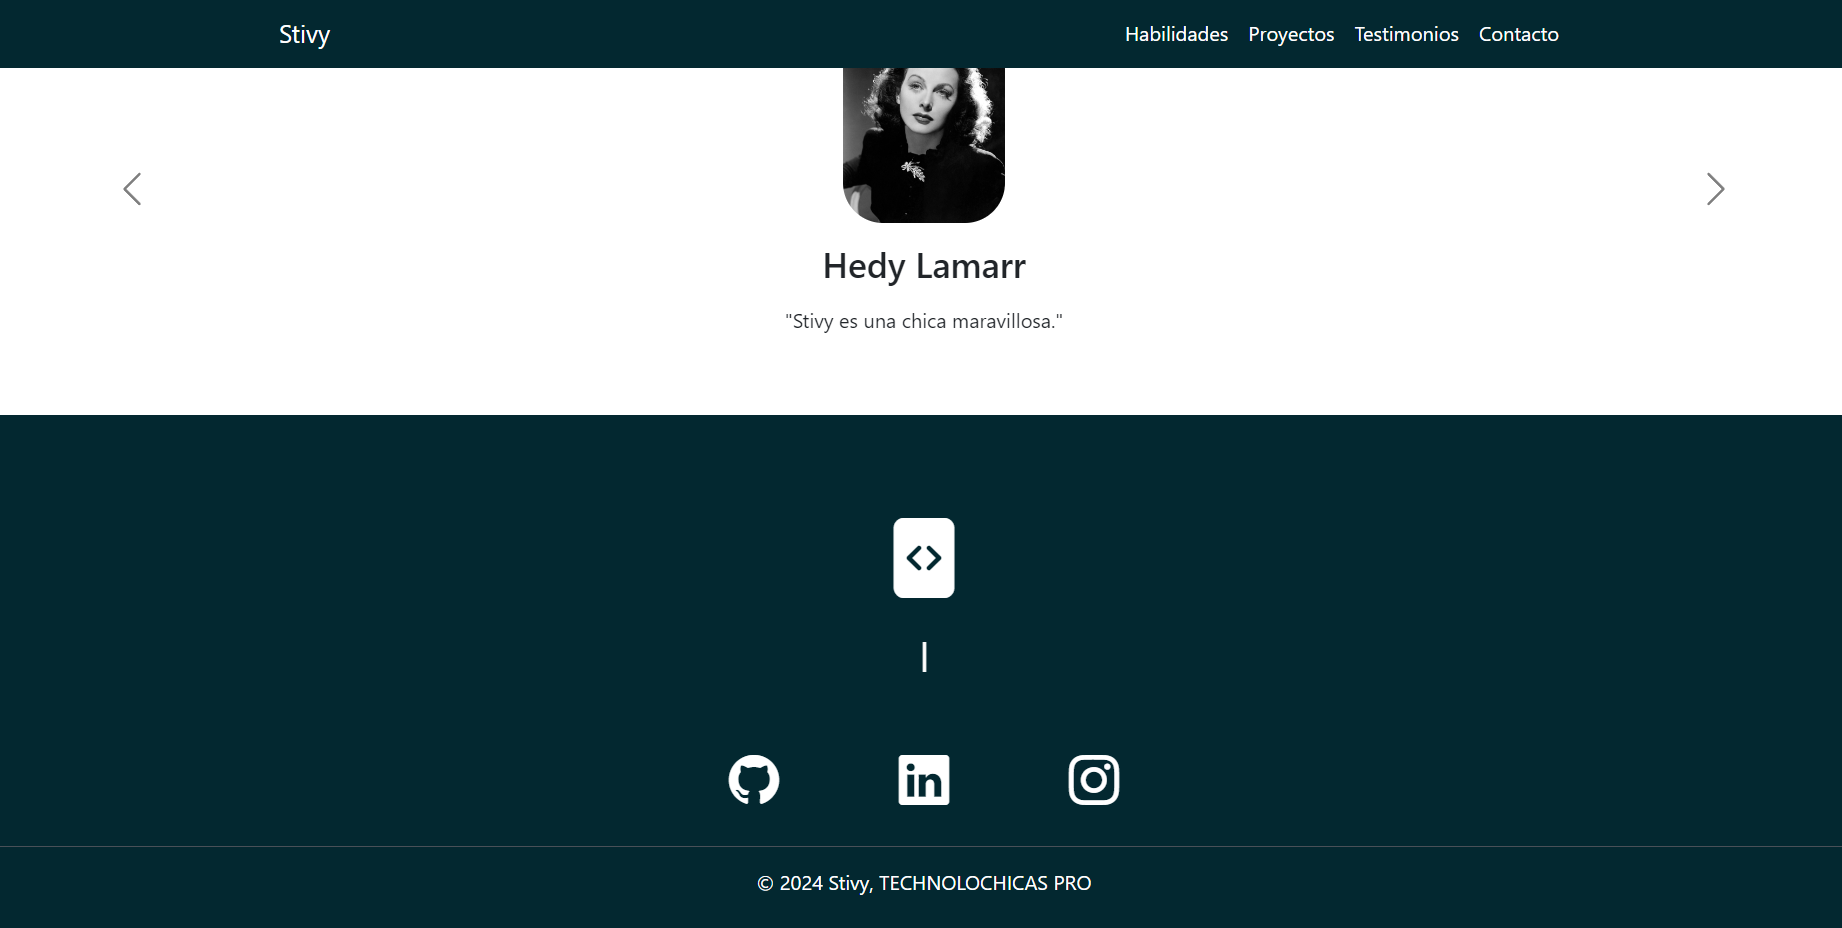 Stivy
Habilidades Proyectos Testimonios Contacto
Hedy Lamarr
"Stivy es una chica maravillosa."
© 2024 Stivy, TECHNOLOCHICAS PRO